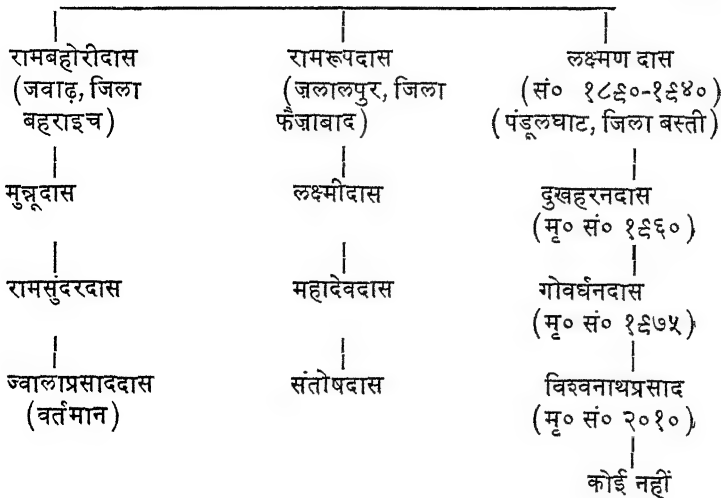 रामबहोरीदास रामरूपदास लक्ष्मण दास
(जवाढ़, जिला (ज़लालपुर, जिला (सं० १८९०-१९४०)
बहराइच) फैज़ाबाद) (पंडूलघाट, जिला बस्ती)
मुन्नूदास लक्ष्मीदास दुखहरनदास
(मृ० सं० १९६०)
रामसुंदरदास महादेवदास गोवर्धनदास
(मृ० सं० १९७५)
ज्वालाप्रसाददास संतोषदास विश्वनाथप्रसाद
(वर्तमान) (मृ० सं० २०१०)
कोई नहीं